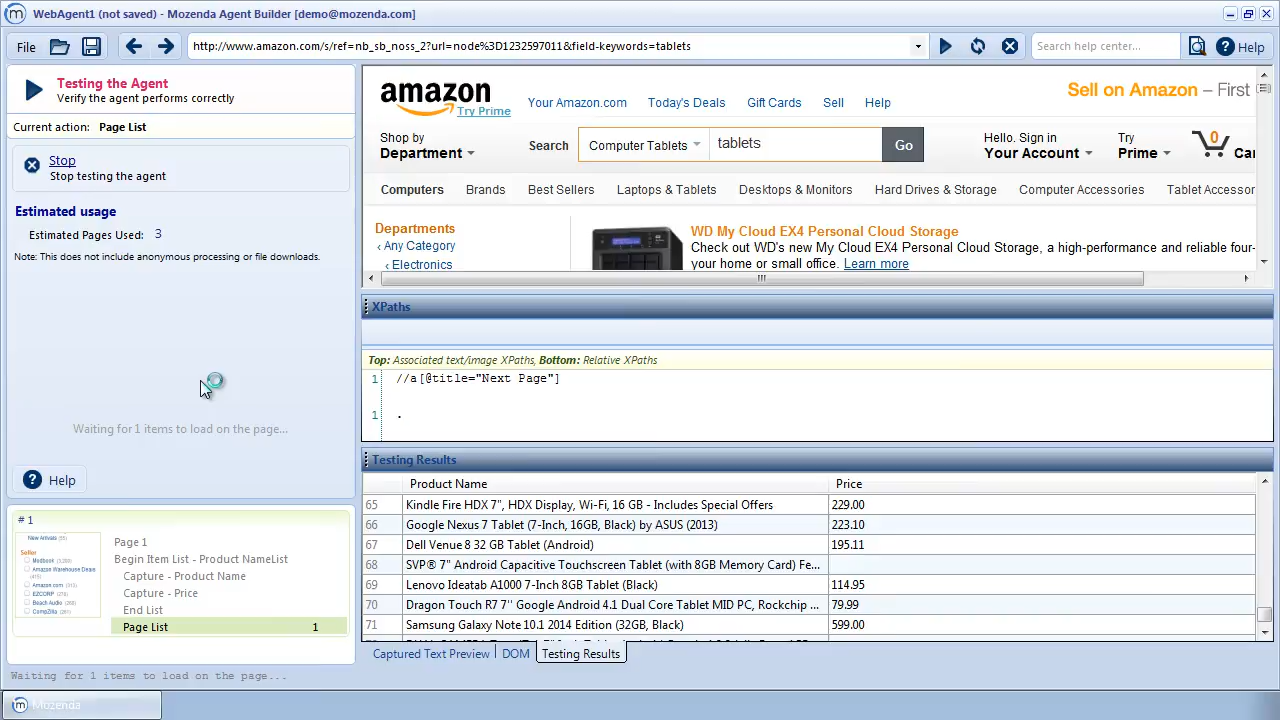 WebAgent1 (not saved) - Mozenda Agent Builder [demo@mozenda.com]
File
http://www.amazon.com/s/ref=nb_sb_noss_2?url=node%3D1232597011&field-keywords=tablets
Search help center
Help
Testing the Agent
Verify the agent performs correctly
Current action: Page List
Stop
Stop testing the agent
Estimated usage
Estimated Pages Used: 3
Note: This does not include anonymous processing or file downloads.
Waiting for 1 items to load on the page...
Help
# 1
New Arrivals (55)
Seller
Page 1
Begin Item List - Product NameList
Capture - Product Name
Capture - Price
End List
Page List 1
Waiting for 1 items to load on the page...
Mozenda
amazon
Try Prime
Your Amazon.com Today's Deals Gift Cards Sell Help
Sell on Amazon – First
Shop by
Department
Search Computer Tablets tablets Go
Hello. Sign in
Your Account
Try
Prime
0
Car
Computers Brands Best Sellers Laptops & Tablets Desktops & Monitors Hard Drives & Storage Computer Accessories Tablet Accessor
Departments
‹ Any Category
‹ Electronics
WD My Cloud EX4 Personal Cloud Storage
Check out WD's new My Cloud EX4 Personal Cloud Storage, a high-performance and reliable four-
your home or small office. Learn more
XPaths
Top: Associated text/image XPaths, Bottom: Relative XPaths
1 //a[@title="Next Page"]
1 .
Testing Results
Product Name Price
65 Kindle Fire HDX 7", HDX Display, Wi-Fi, 16 GB - Includes Special Offers 229.00
66 Google Nexus 7 Tablet (7-Inch, 16GB, Black) by ASUS (2013) 223.10
67 Dell Venue 8 32 GB Tablet (Android) 195.11
68 SVP® 7" Android Capacitive Touchscreen Tablet (with 8GB Memory Card) Fe...
69 Lenovo Ideatab A1000 7-Inch 8GB Tablet (Black) 114.95
70 Dragon Touch R7 7'' Google Android 4.1 Dual Core Tablet MID PC, Rockchip ... 79.99
71 Samsung Galaxy Note 10.1 2014 Edition (32GB, Black) 599.00
Captured Text Preview DOM Testing Results